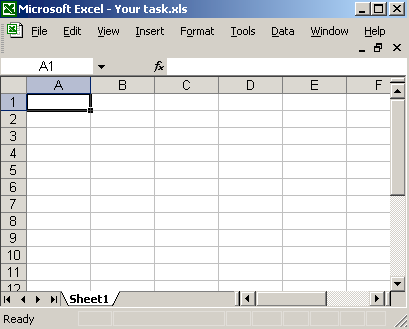 Microsoft Excel - Your task.xls
File Edit View Insert Format Tools Data Window Help
A1 fx
A B C D E F
1
2
3
4
5
6
7
8
9
10
11
12
Sheet1
Ready